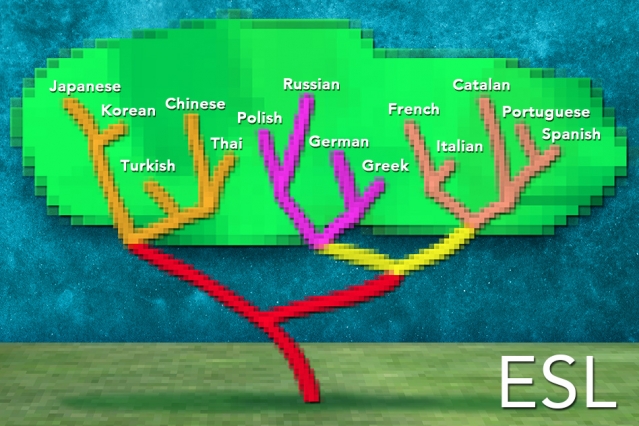 Russian
Japanese
Catalan
Korean
Chinese
French
Portuguese
Polish
Spanish
Thai
German
Italian
Turkish
Greek
ESL